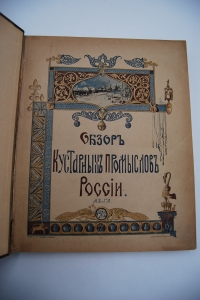 Обзоръ
Кустарныхъ Промысловъ
Россіи.